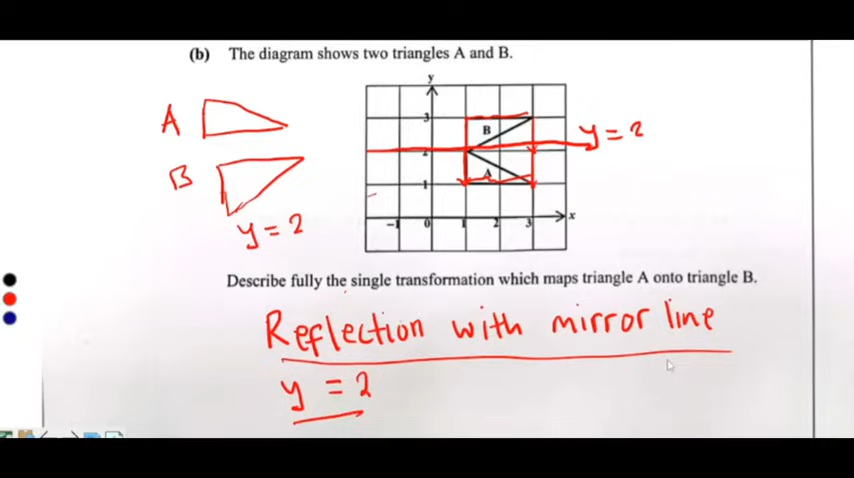 (b) The diagram shows two triangles A and B.
y
A
3
B
y = 2
2
B
A
1
y = 2
-1 0 1 2 3 x
Describe fully the single transformation which maps triangle A onto triangle B.
Reflection with mirror line
y = 2